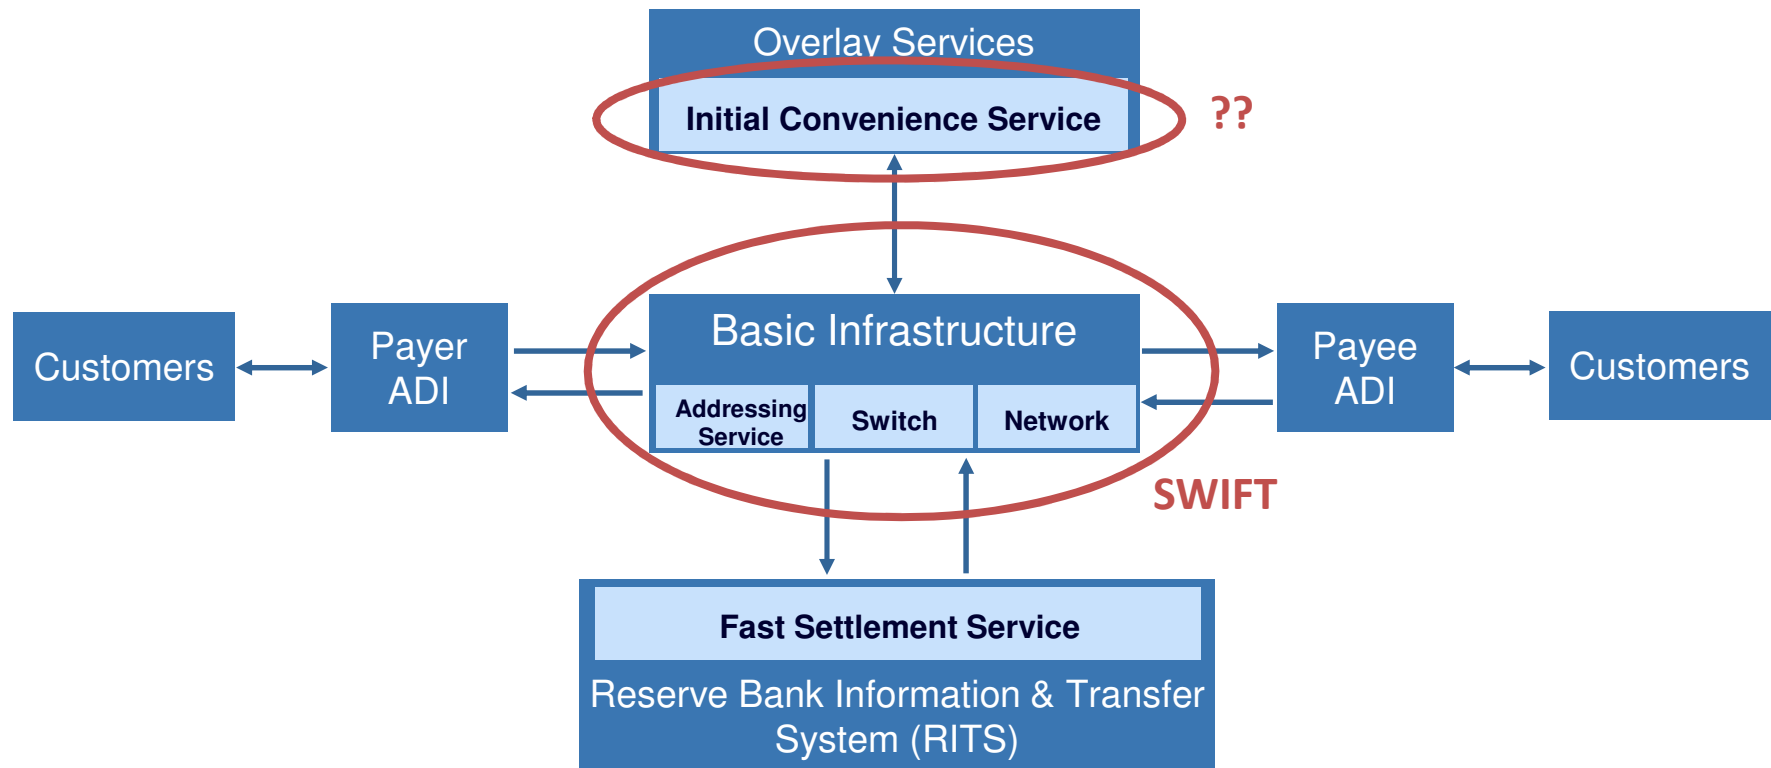 Overlay Services
Initial Convenience Service
??
Customers
Payer
ADI
Basic Infrastructure
Addressing
Service
Switch
Network
Payee
ADI
Customers
SWIFT
Fast Settlement Service
Reserve Bank Information & Transfer
System (RITS)